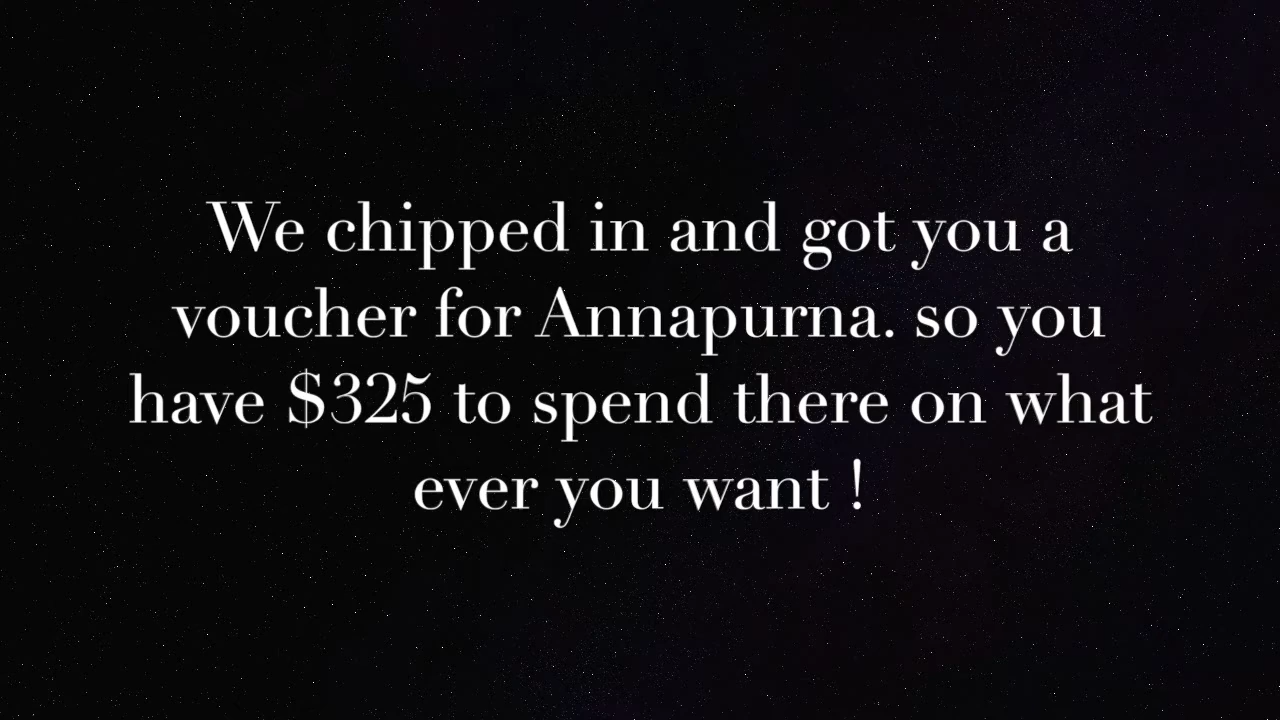 We chipped in and got you a
voucher for Annapurna. so you
have $325 to spend there on what
ever you want !